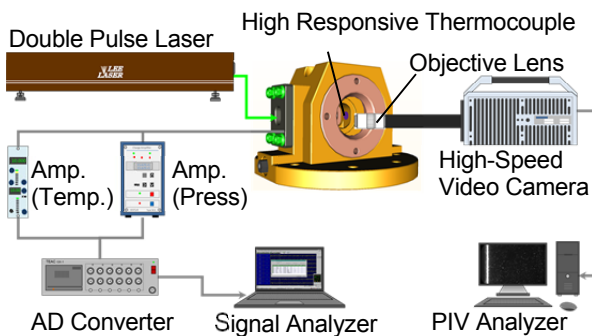 High Responsive Thermocouple
Double Pulse Laser
Objective Lens
LEE
LASER
Amp.
(Temp.)
Amp.
(Press)
High-Speed
Video Camera
AD Converter
Signal Analyzer
PIV Analyzer